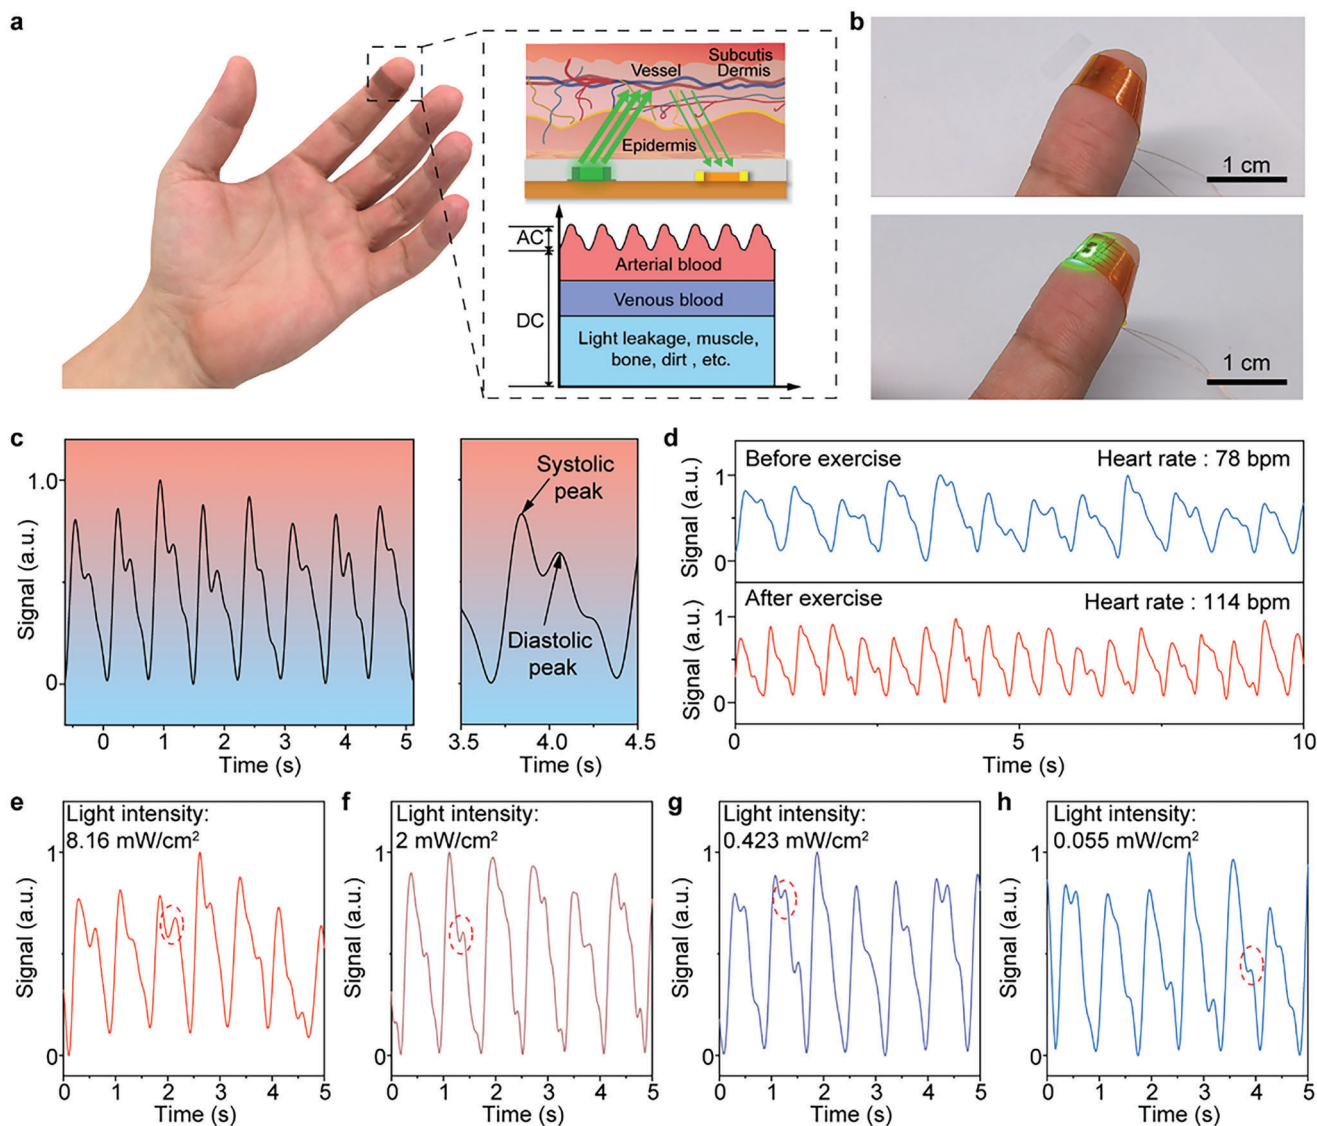 a
Subcutis
Dermis
Vessel
Epidermis
AC
DC
Arterial blood
Venous blood
Light leakage, muscle,
bone, dirt , etc.
b
1 cm
1 cm
c
Signal (a.u.)
1.0
0
0 1 2 3 4 5
Time (s)
Systolic
peak
Diastolic
peak
3.5 4.0 4.5
Time (s)
d
Before exercise
Heart rate : 78 bpm
Signal (a.u.)
1
0
After exercise
Heart rate : 114 bpm
Signal (a.u.)
1
0
0 5 10
Time (s)
e
Light intensity:
8.16 mW/cm²
Signal (a.u.)
1
0
0 1 2 3 4 5
Time (s)
f
Light intensity:
2 mW/cm²
Signal (a.u.)
1
0
0 1 2 3 4 5
Time (s)
g
Light intensity:
0.423 mW/cm²
Signal (a.u.)
1
0
0 1 2 3 4 5
Time (s)
h
Light intensity:
0.055 mW/cm²
Signal (a.u.)
1
0
0 1 2 3 4 5
Time (s)